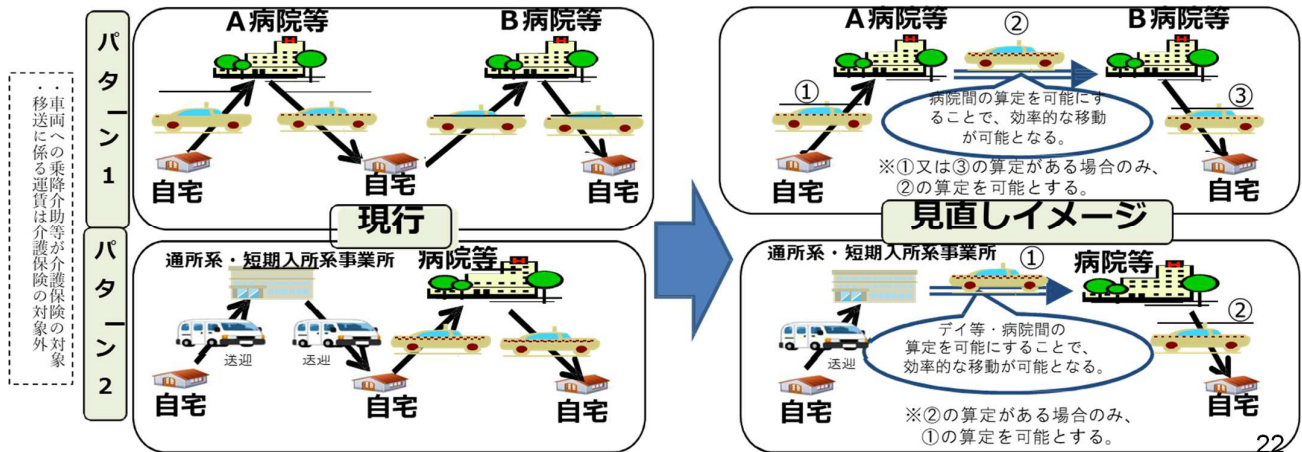 ・車両への乗降介助等が介護保険の対象
・移送に係る運賃は介護保険の対象外
パターン1
A病院等
B病院等
自宅
自宅
自宅
現行
パターン2
通所系・短期入所系事業所
病院等
送迎
送迎
自宅
自宅
自宅
A病院等
②
B病院等
①
病院間の算定を可能にす
ることで、効率的な移動
が可能となる。
③
自宅
※①又は③の算定がある場合のみ、
②の算定を可能とする。
自宅
見直しイメージ
通所系・短期入所系事業所
①
病院等
②
デイ等・病院間の
算定を可能にすることで、
効率的な移動が可能となる。
送迎
自宅
自宅
※②の算定がある場合のみ、
①の算定を可能とする。
22